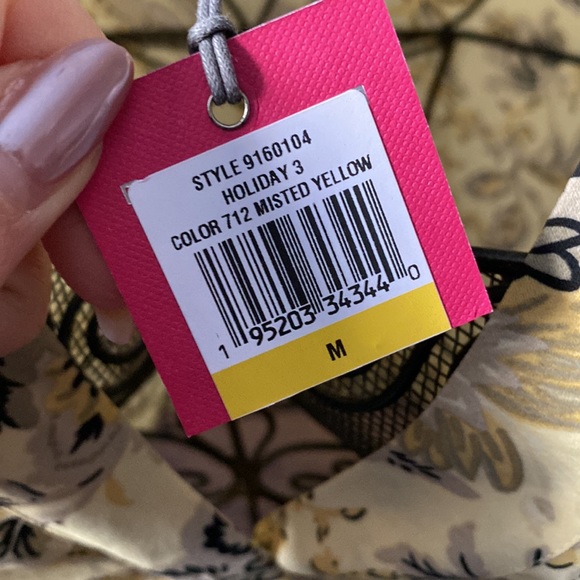 STYLE 9160104
HOLIDAY 3
COLOR 712 MISTED YELLOW
1 95203 34344 0
M